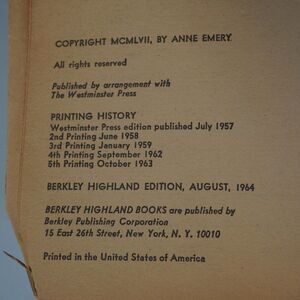 COPYRIGHT MCMLVII, BY ANNE EMERY
All rights reserved
Published by arrangement with
The Westminster Press
PRINTING HISTORY
Westminster Press edition published July 1957
2nd Printing June 1958
3rd Printing January 1959
4th Printing September 1962
5th Printing October 1963
BERKLEY HIGHLAND EDITION, AUGUST, 1964
BERKLEY HIGHLAND BOOKS are published by
Berkley Publishing Corporation
15 East 26th Street, New York, N. Y. 10010
Printed in the United States of America